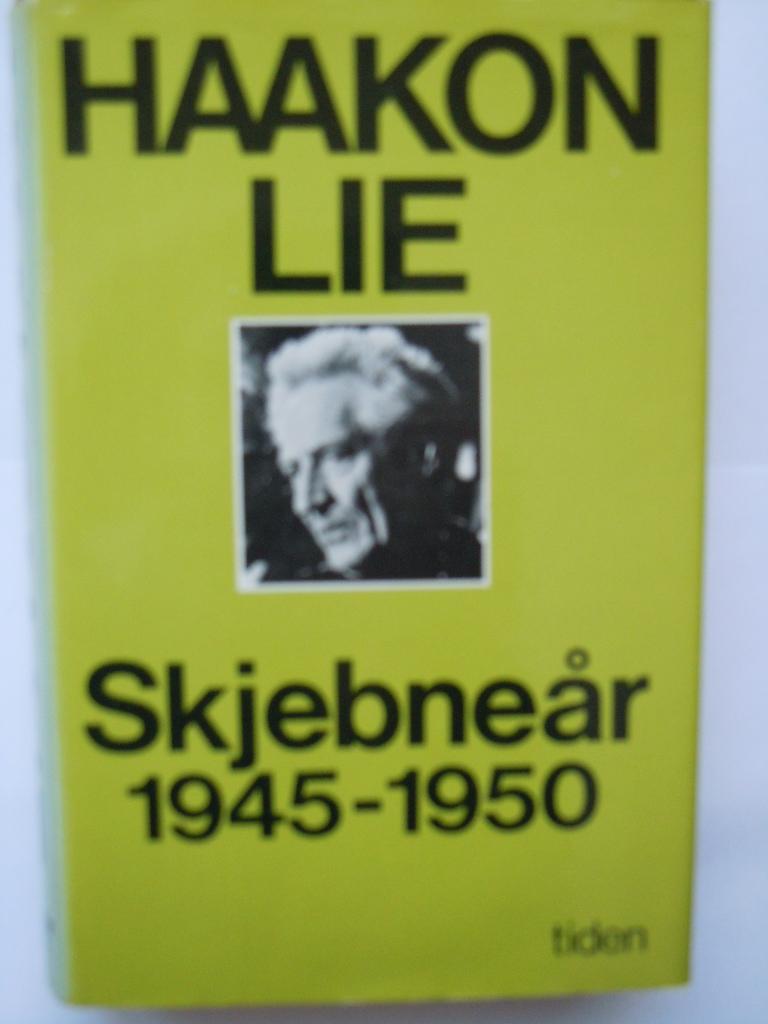 HAAKON
LIE
Skjebneår
1945-1950
tiden